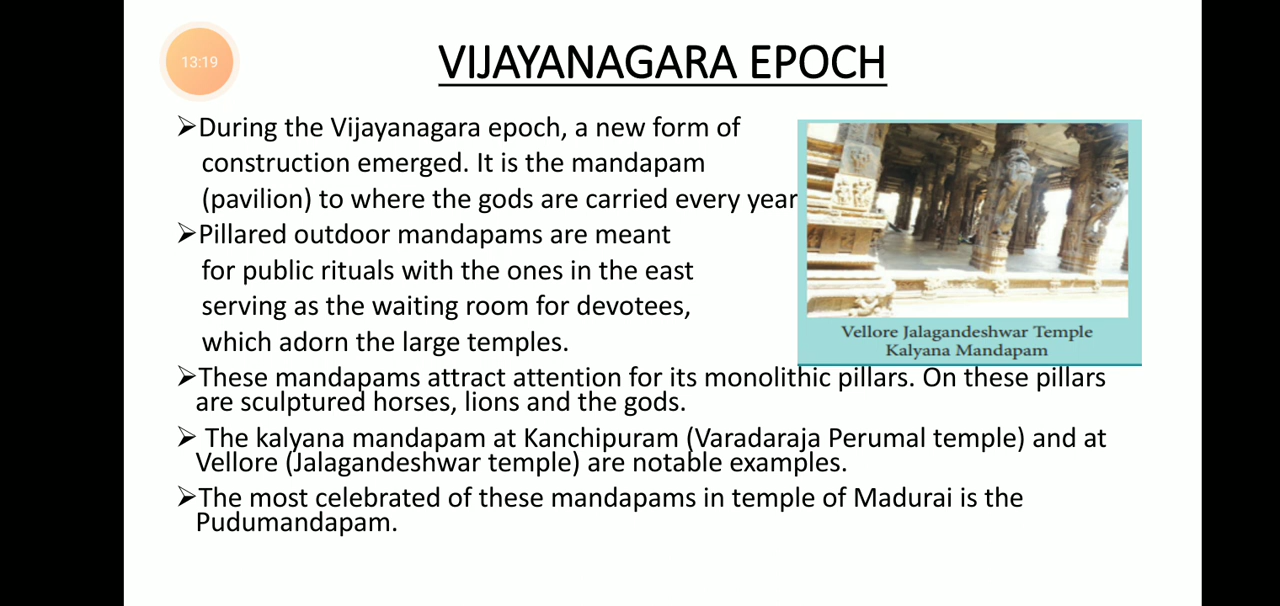 13:19
VIJAYANAGARA EPOCH
➢During the Vijayanagara epoch, a new form of
construction emerged. It is the mandapam
(pavilion) to where the gods are carried every year
➢Pillared outdoor mandapams are meant
for public rituals with the ones in the east
serving as the waiting room for devotees,
which adorn the large temples.
Vellore Jalagandeshwar Temple
Kalyana Mandapam
➢These mandapams attract attention for its monolithic pillars. On these pillars
are sculptured horses, lions and the gods.
➢ The kalyana mandapam at Kanchipuram (Varadaraja Perumal temple) and at
Vellore (Jalagandeshwar temple) are notable examples.
➢The most celebrated of these mandapams in temple of Madurai is the
Pudumandapam.